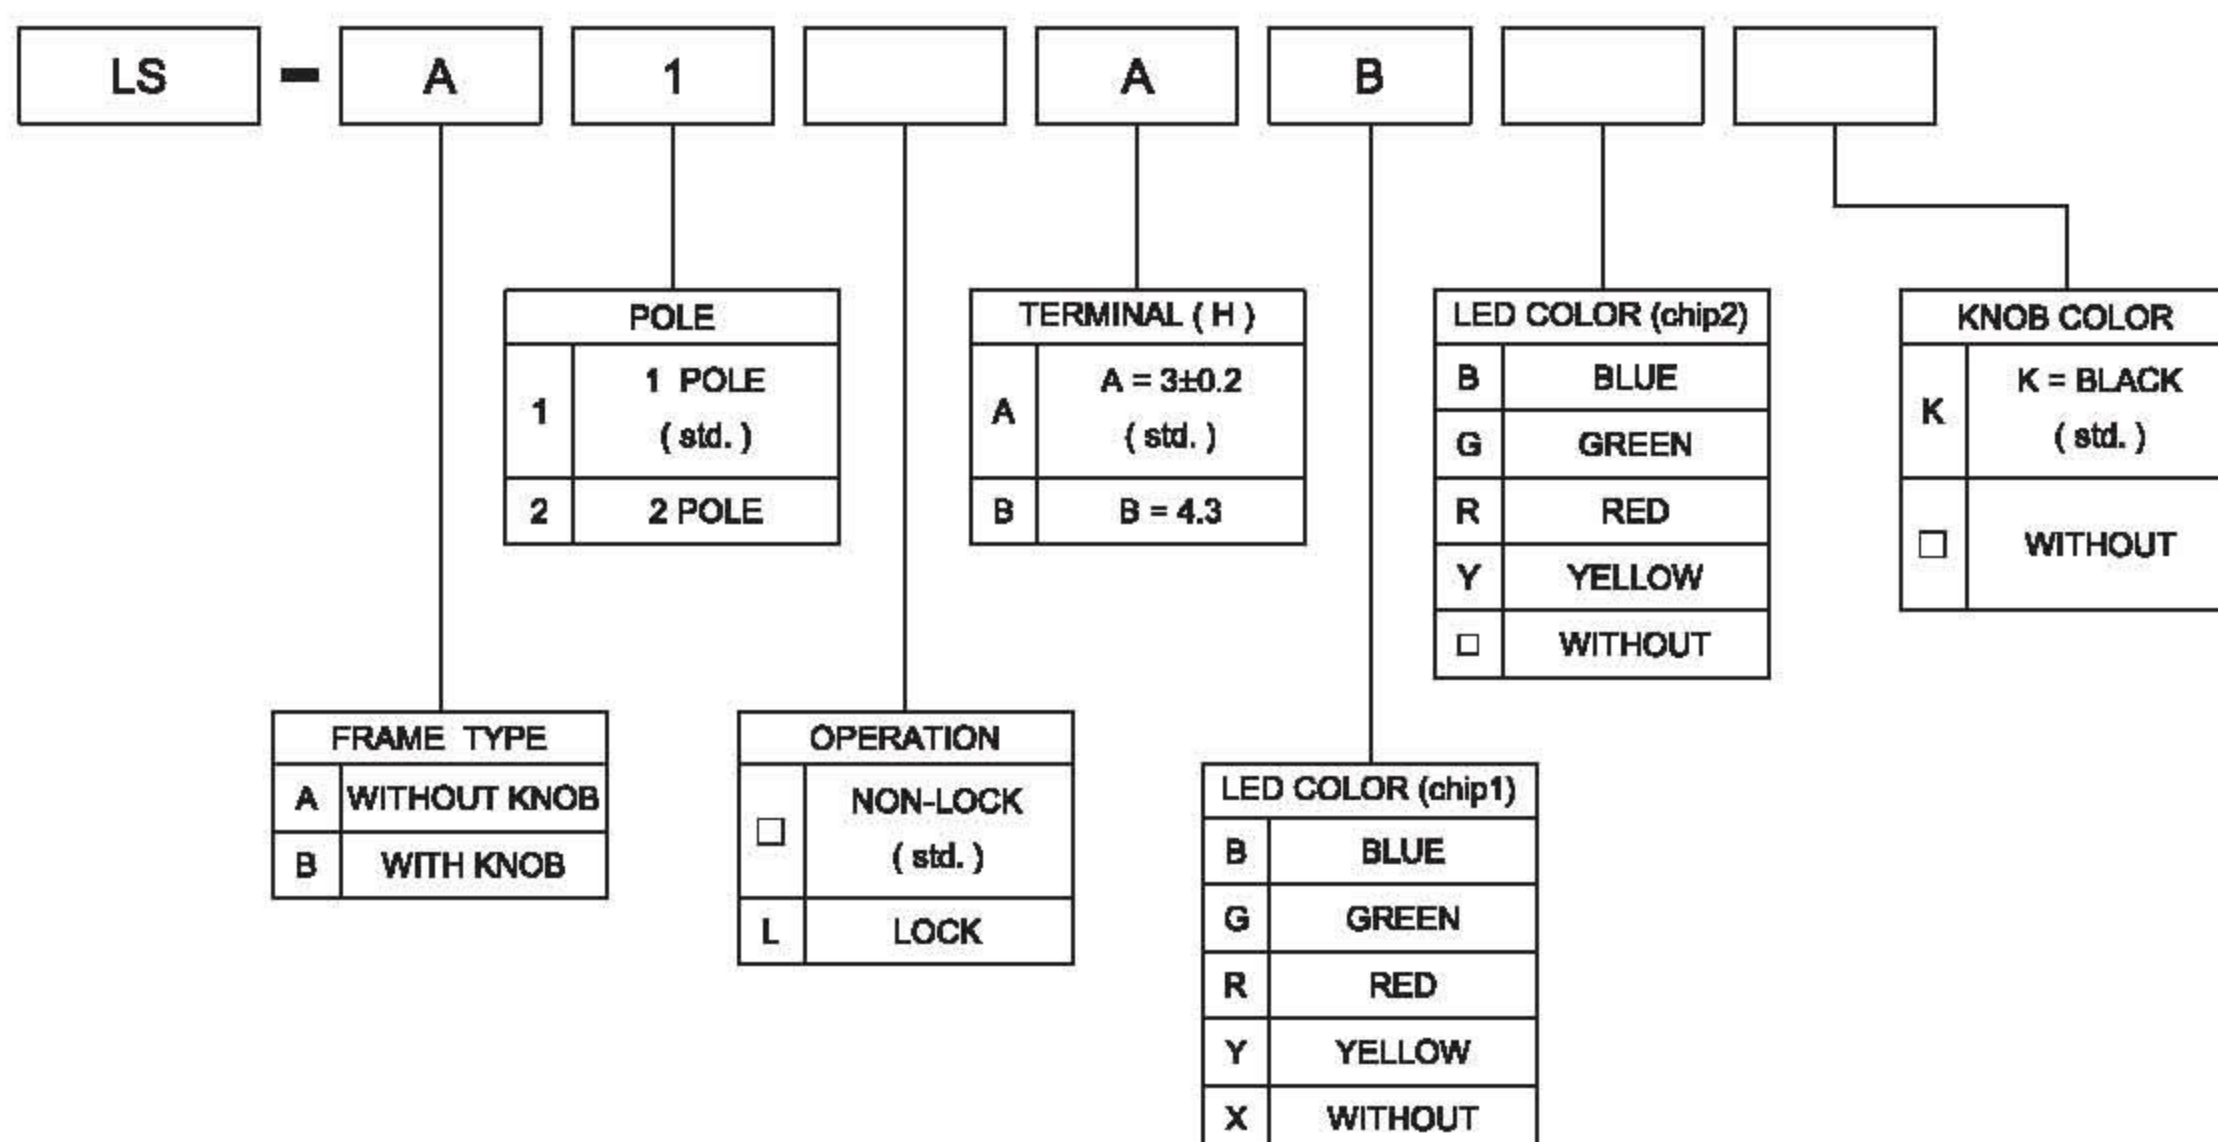 LS - A 1 A B
POLE
1 1 POLE
( std. )
2 2 POLE
TERMINAL ( H )
A A = 3±0.2
( std. )
B B = 4.3
LED COLOR (chip2)
B BLUE
G GREEN
R RED
Y YELLOW
□ WITHOUT
KNOB COLOR
K K = BLACK
( std. )
□ WITHOUT
FRAME TYPE
A WITHOUT KNOB
B WITH KNOB
OPERATION
□ NON-LOCK
( std. )
L LOCK
LED COLOR (chip1)
B BLUE
G GREEN
R RED
Y YELLOW
X WITHOUT